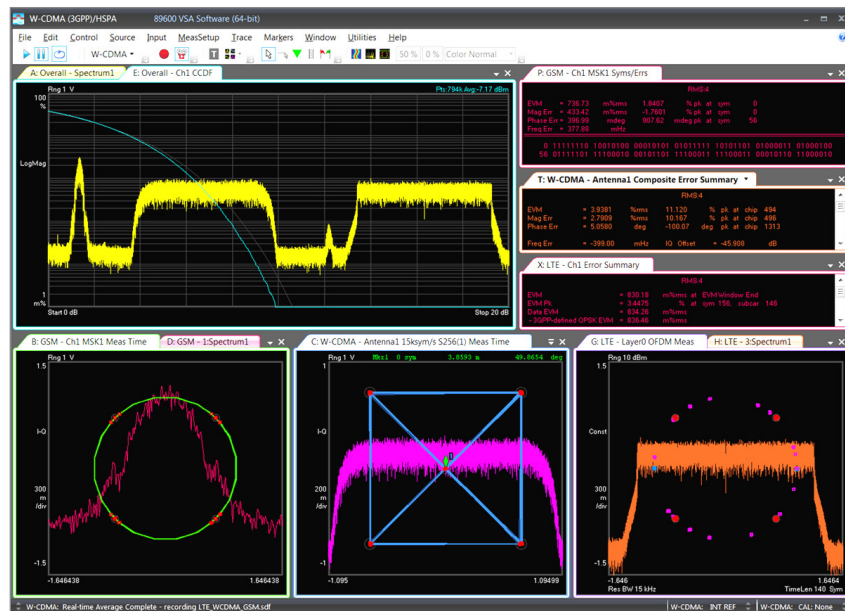 W-CDMA (3GPP)/HSPA 89600 VSA Software (64-bit)
File Edit Control Source Input MeasSetup Trace Markers Window Utilities Help
W-CDMA 50 % 0 % Color Normal
A: Overall - Spectrum1 E: Overall - Ch1 CCDF
Rng 1 V Pts:794k Avg:-7.17 dBm
100
%
LogMag
1
m%
Start 0 dB Stop 20 dB
P: GSM - Ch1 MSK1 Syms/Errs
RMS:4
EVM = 736.73 m%rms 1.8407 % pk at sym 0
Mag Err = 433.42 m%rms -1.7601 % pk at sym 0
Phase Err = 396.99 mdeg 907.62 mdeg pk at sym 56
Freq Err = 377.86 mHz
0 11111110 10010100 00010101 01011111 10101101 01000011 01000100
56 01111101 11100010 00101101 11100011 11100011 00010110 11000010
T: W-CDMA - Antenna1 Composite Error Summary
RMS:4
EVM = 3.9381 %rms 11.120 % pk at chip 494
Mag Err = 2.7909 %rms 10.167 % pk at chip 496
Phase Err = 5.0580 deg -100.07 deg pk at chip 1313
Freq Err = -399.00 mHz IQ Offset = -45.908 dB
X: LTE - Ch1 Error Summary
RMS:4
EVM = 830.18 m%rms at EVMWindow End
EVM Pk = 3.4475 % at sym 156, subcar 146
Data EVM = 834.26 m%rms
- 3GPP-defined QPSK EVM = 836.46 m%rms
B: GSM - Ch1 MSK1 Meas Time D: GSM - 1:Spectrum1
Rng 1 V
1.5
I-Q
300
m
/div
-1.5
-1.646438 1.646438
C: W-CDMA - Antenna1 15ksym/s S256(1) Meas Time
Rng 1 V Mkr1 0 sym 3.8593 m 49.8654 deg
1
I-Q
200
m
/div
-1
-1.095 1.09499
G: LTE - Layer0 OFDM Meas H: LTE - 3:Spectrum1
Rng 10 dBm
1.5
Const
300
m
/div
-1.5
-1.646 1.6464
Res BW 15 kHz TimeLen 140 Sym
W-CDMA: Real-time Average Complete - recording LTE_WCDMA_GSM.sdf W-CDMA: INT REF W-CDMA: CAL: None